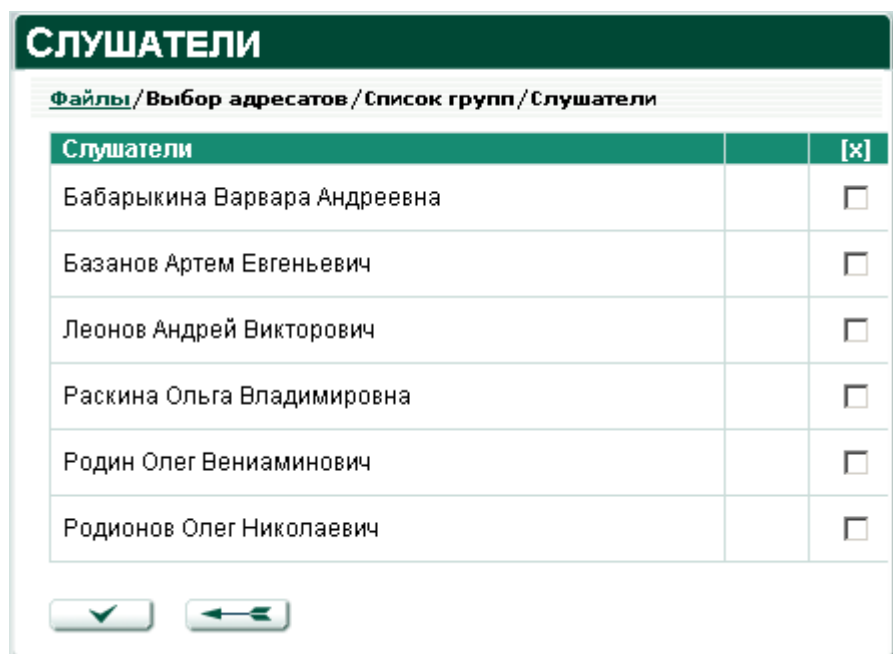 Слушатели
Файлы/Выбор адресатов/Список групп/Слушатели
Слушатели [x]
Бабарыкина Варвара Андреевна
Базанов Артем Евгеньевич
Леонов Андрей Викторович
Раскина Ольга Владимировна
Родин Олег Вениаминович
Родионов Олег Николаевич